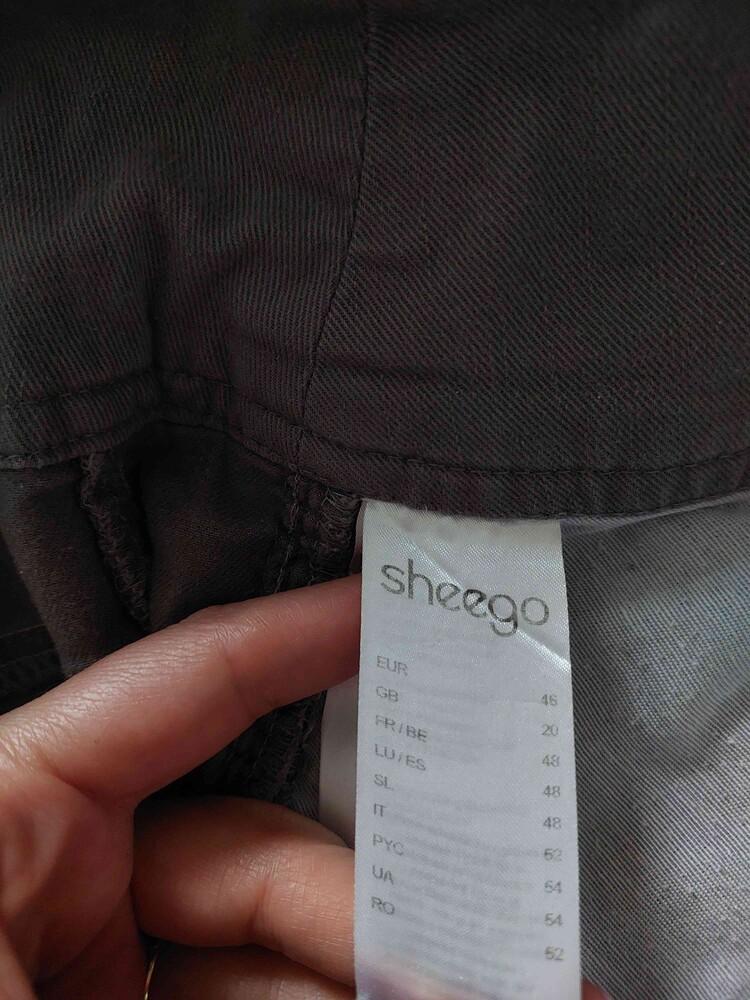 sheego
EUR 46
GB 20
FR/BE 48
LU/ES 48
SL 48
IT 52
РУС 54
UA 54
RO 52